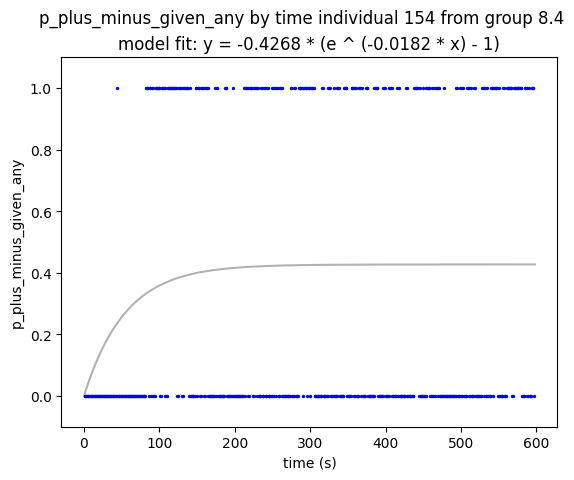 p_plus_minus_given_any by time individual 154 from group 8.4
model fit: y = -0.4268 * (e ^ (-0.0182 * x) - 1)
1.0
0.8
0.6
0.4
0.2
0.0
p_plus_minus_given_any
0 100 200 300 400 500 600
time (s)